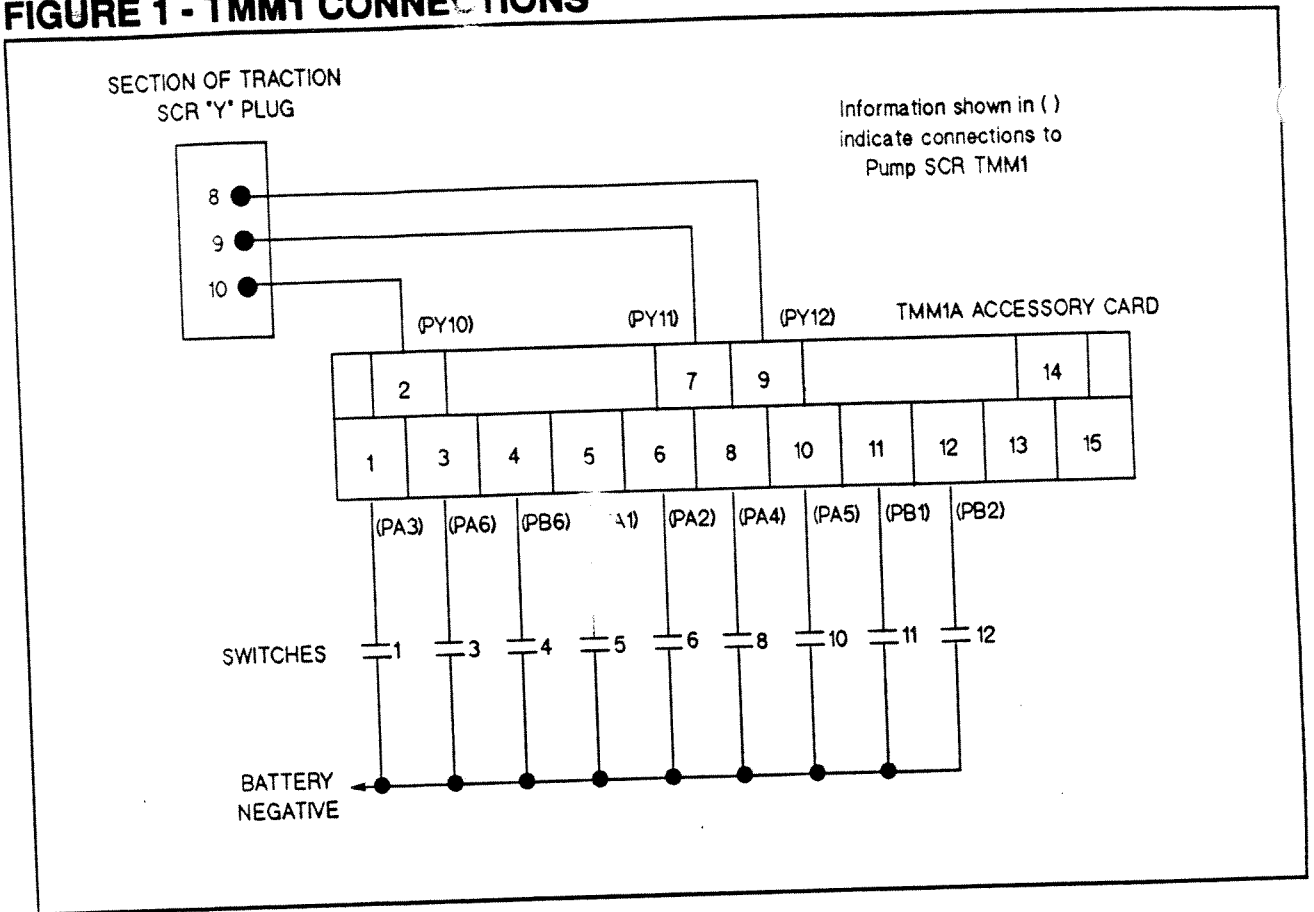 FIGURE 1 - TMM1 CONNECTIONS
SECTION OF TRACTION
SCR "Y" PLUG
Information shown in ( )
indicate connections to
Pump SCR TMM1
8
9
10
(PY10) (PY11) (PY12) TMM1A ACCESSORY CARD
2 7 9 14
1 3 4 5 6 8 10 11 12 13 15
(PA3) (PA6) (PB6) A1) (PA2) (PA4) (PA5) (PB1) (PB2)
SWITCHES 1 3 4 5 6 8 10 11 12
BATTERY
NEGATIVE